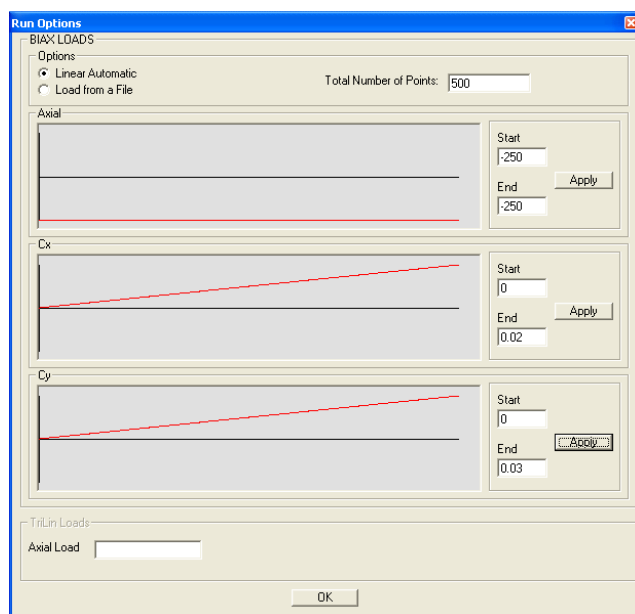 Run Options
BIAX LOADS
Options
Linear Automatic
Load from a File
Total Number of Points: 500
Axial
Start
-250
End
-250
Apply
Cx
Start
0
End
0.02
Apply
Cy
Start
0
End
0.03
Apply
TriLin Loads
Axial Load
OK